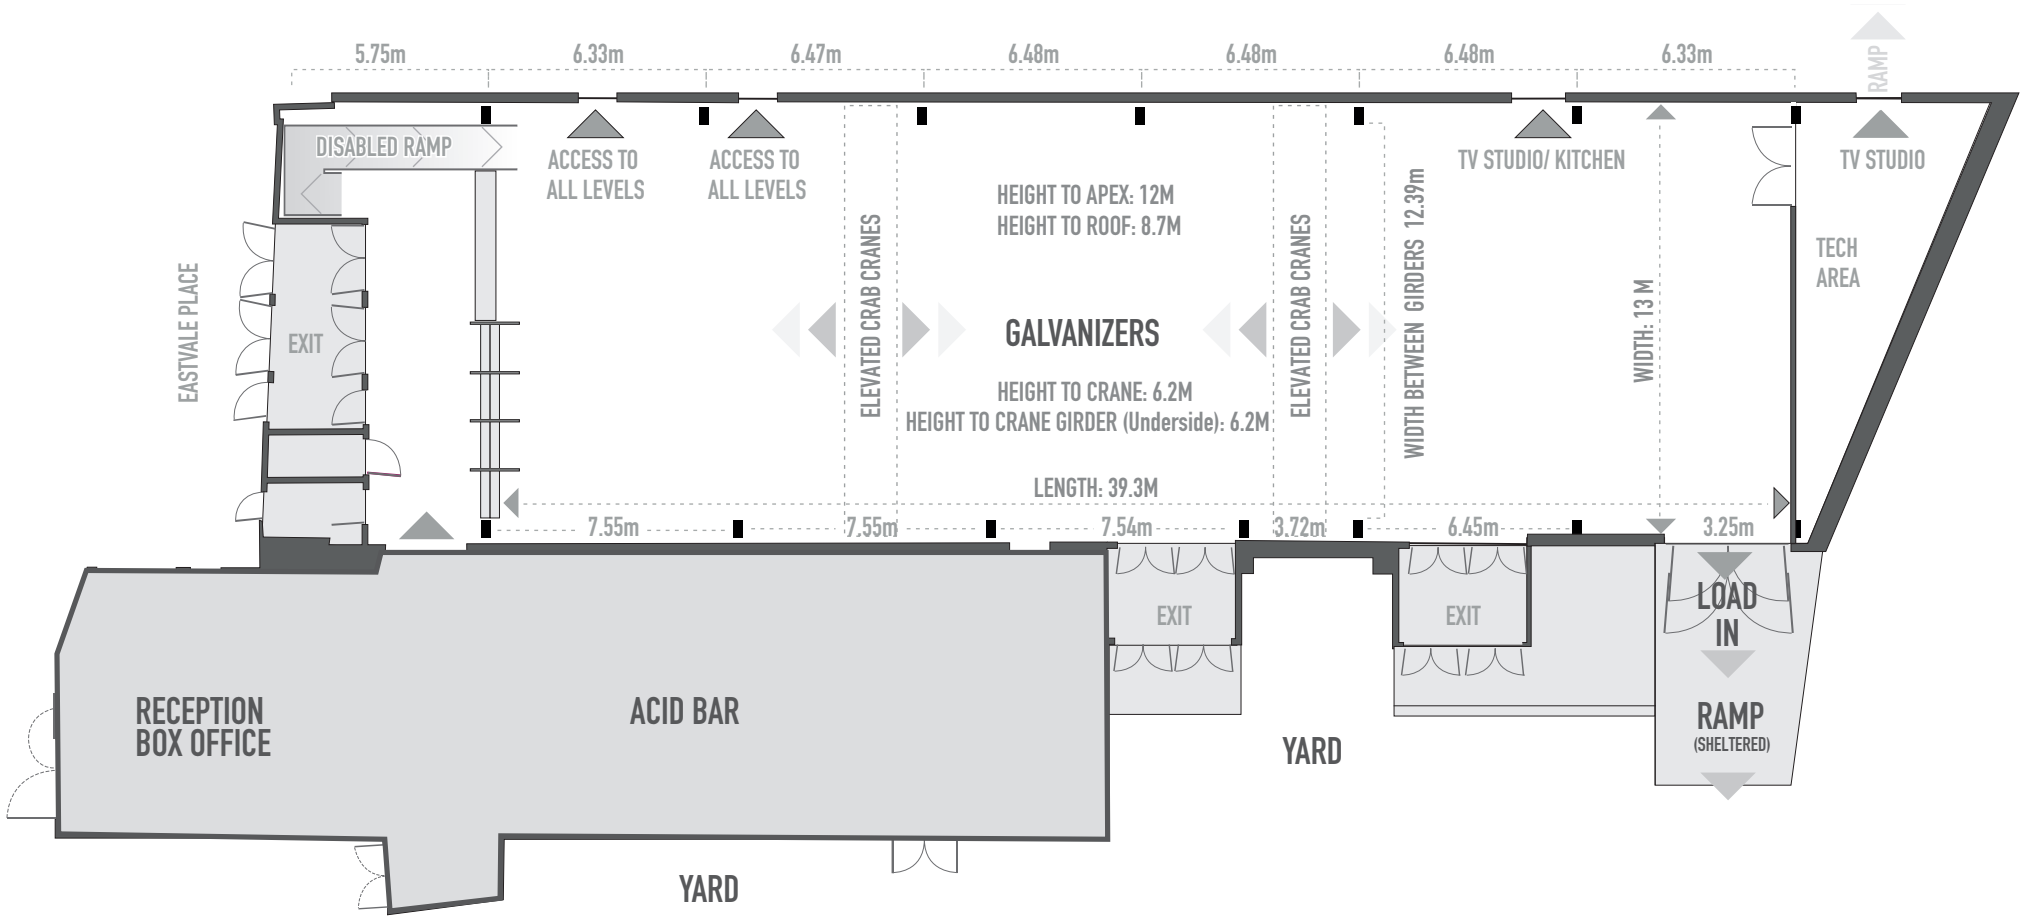 5.75m
6.33m
6.47m
6.48m
6.48m
6.48m
6.33m
RAMP
DISABLED RAMP
ACCESS TO
ALL LEVELS
ACCESS TO
ALL LEVELS
TV STUDIO/ KITCHEN
TV STUDIO
HEIGHT TO APEX: 12M
HEIGHT TO ROOF: 8.7M
EASTVALE PLACE
EXIT
ELEVATED CRAB CRANES
GALVANIZERS
ELEVATED CRAB CRANES
WIDTH BETWEEN GIRDERS 12.39m
WIDTH: 13 M
TECH
AREA
HEIGHT TO CRANE: 6.2M
HEIGHT TO CRANE GIRDER (Underside): 6.2M
LENGTH: 39.3M
7.55m
7.55m
7.54m
3.72m
6.45m
3.25m
EXIT
EXIT
LOAD
IN
RECEPTION
BOX OFFICE
ACID BAR
RAMP
(SHELTERED)
YARD
YARD